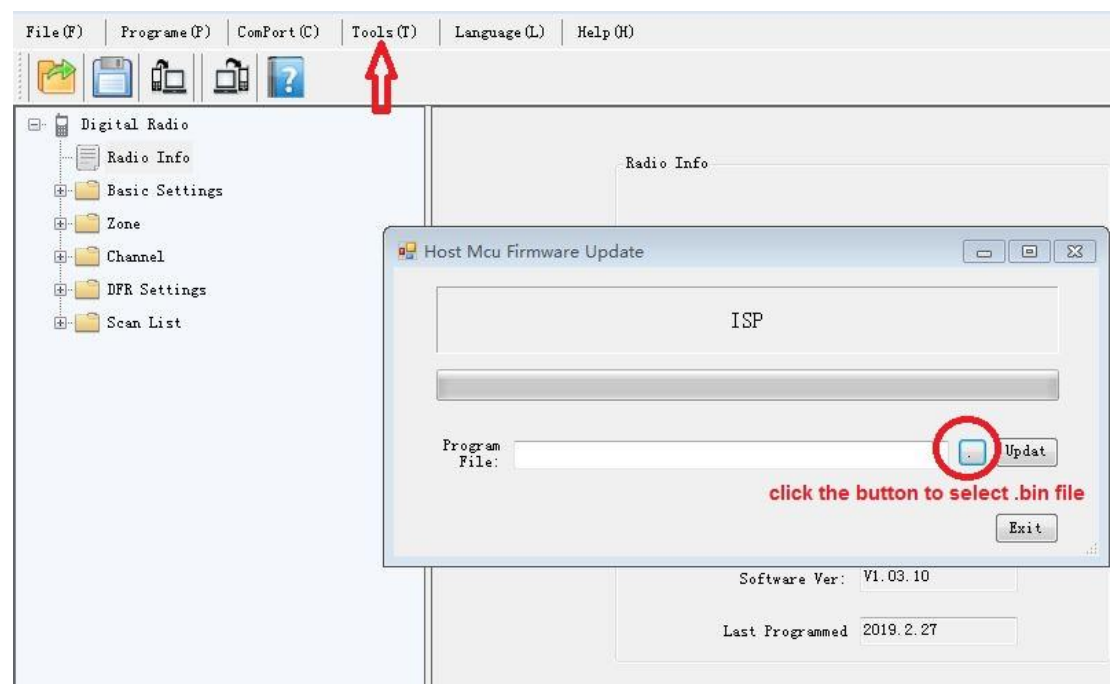 File(F) Programe(P) ComPort(C) Tools(T) Language(L) Help(H)
?
Digital Radio
Radio Info
Basic Settings
Zone
Channel
DFR Settings
Scan List
Radio Info
Host Mcu Firmware Update
ISP
Program
File:
. Updat
click the button to select .bin file
Exit
Software Ver: V1.03.10
Last Programmed 2019.2.27